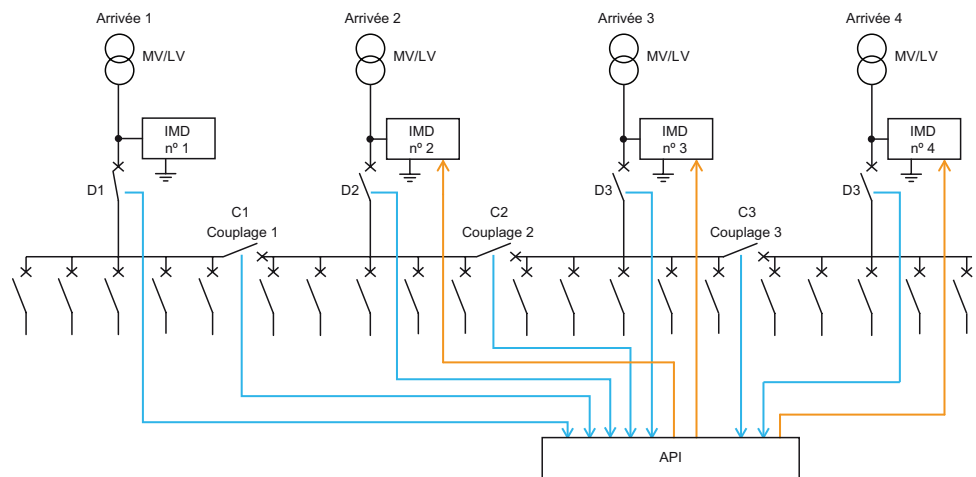 Arrivée 1
Arrivée 2
Arrivée 3
Arrivée 4
MV/LV
MV/LV
MV/LV
MV/LV
IMD
nº 1
IMD
nº 2
IMD
nº 3
IMD
nº 4
D1
D2
D3
D3
C1
Couplage 1
C2
Couplage 2
C3
Couplage 3
API